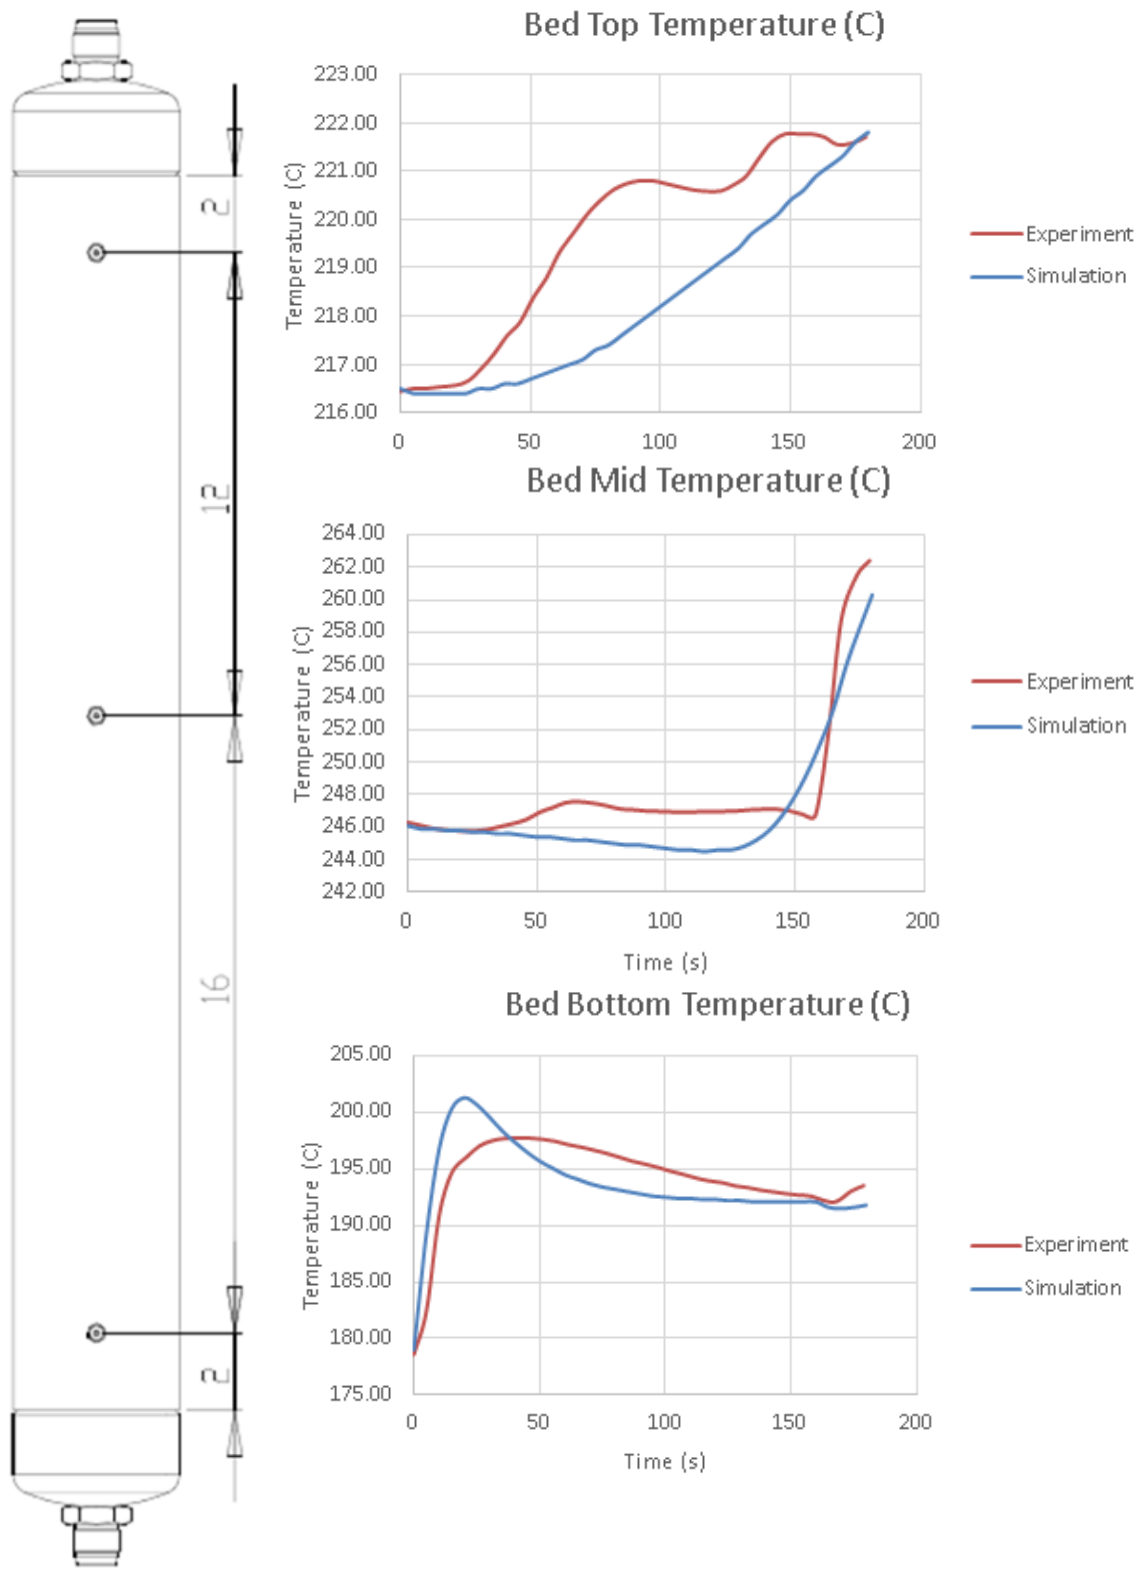 Bed Top Temperature (C)
223.00
222.00
221.00
220.00
219.00
218.00
217.00
216.00
Temperature (C)
0 50 100 150 200
Experiment
Simulation
2
12
16
2
Bed Mid Temperature (C)
264.00
262.00
260.00
258.00
256.00
254.00
252.00
250.00
248.00
246.00
244.00
242.00
Temperature (C)
0 50 100 150 200
Time (s)
Experiment
Simulation
Bed Bottom Temperature (C)
205.00
200.00
195.00
190.00
185.00
180.00
175.00
Temperature (C)
0 50 100 150 200
Time (s)
Experiment
Simulation